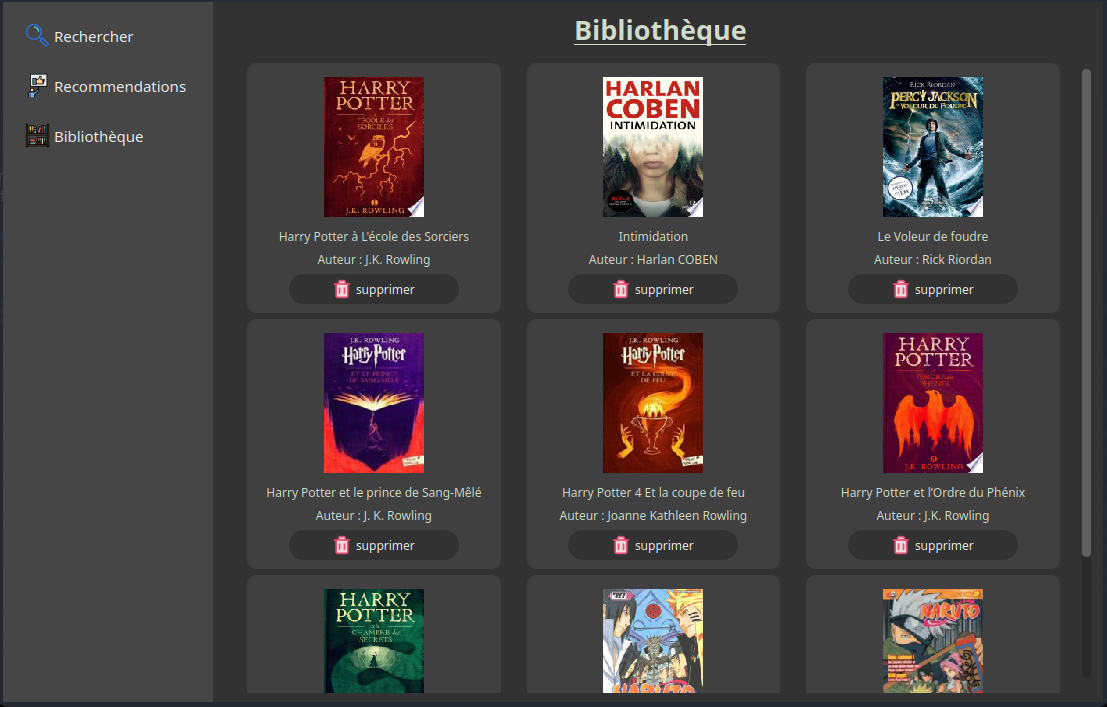 Rechercher
Recommendations
Bibliothèque
Bibliothèque
HARRY
POTTER
L'ÉCOLE des
SORCIERS
J.K. ROWLING
Harry Potter à L'école des Sorciers
Auteur : J.K. Rowling
supprimer
HARLAN
COBEN
INTIMIDATION
NETFLIX
Intimidation
Auteur : Harlan COBEN
supprimer
RICK RIORDAN
PERCY JACKSON
LE VOLEUR DE FOUDRE
Le Voleur de foudre
Auteur : Rick Riordan
supprimer
J.K. ROWLING
Harry Potter
ET LE PRINCE
DE SANG-MÊLÉ
Harry Potter et le prince de Sang-Mêlé
Auteur : J. K. Rowling
supprimer
J.K. ROWLING
Harry Potter
ET LA COUPE
DE FEU
Harry Potter 4 Et la coupe de feu
Auteur : Joanne Kathleen Rowling
supprimer
HARRY
POTTER
PHÉNIX
J.K. ROWLING
Harry Potter et l’Ordre du Phénix
Auteur : J.K. Rowling
supprimer
HARRY
POTTER
et la
CHAMBRE des
SECRETS
NARUTO
NARUTO